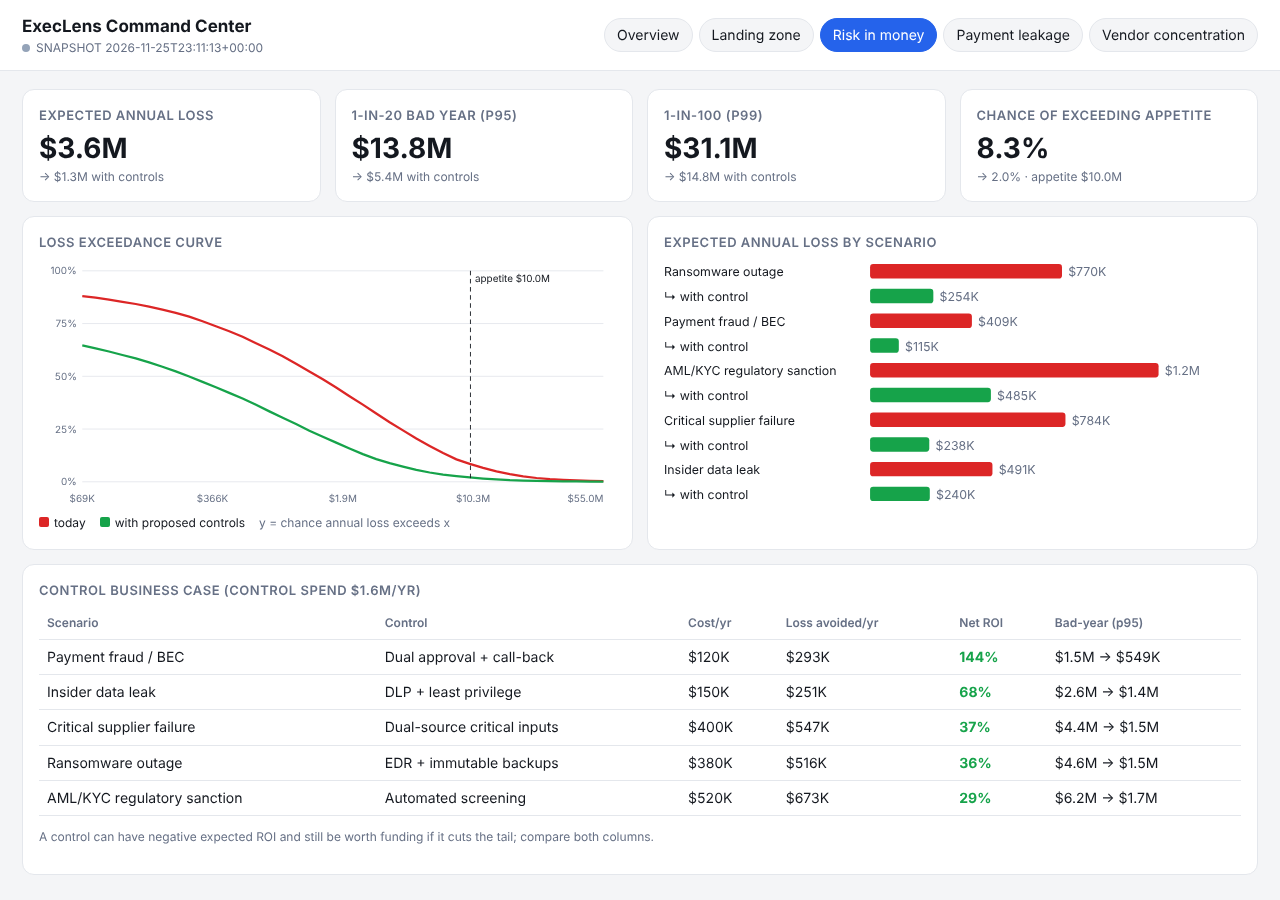 ExecLens Command Center
SNAPSHOT 2026-11-25T23:11:13+00:00
Overview
Landing zone
Risk in money
Payment leakage
Vendor concentration
EXPECTED ANNUAL LOSS
$3.6M
→ $1.3M with controls
1-IN-20 BAD YEAR (P95)
$13.8M
→ $5.4M with controls
1-IN-100 (P99)
$31.1M
→ $14.8M with controls
CHANCE OF EXCEEDING APPETITE
8.3%
→ 2.0% · appetite $10.0M
LOSS EXCEEDANCE CURVE
100%
appetite $10.0M
75%
50%
25%
0%
$69K $366K $1.9M $10.3M $55.0M
today with proposed controls y = chance annual loss exceeds x
EXPECTED ANNUAL LOSS BY SCENARIO
Ransomware outage $770K
↳ with control $254K
Payment fraud / BEC $409K
↳ with control $115K
AML/KYC regulatory sanction $1.2M
↳ with control $485K
Critical supplier failure $784K
↳ with control $238K
Insider data leak $491K
↳ with control $240K
CONTROL BUSINESS CASE (CONTROL SPEND $1.6M/YR)
Scenario Control Cost/yr Loss avoided/yr Net ROI Bad-year (p95)
Payment fraud / BEC Dual approval + call-back $120K $293K 144% $1.5M → $549K
Insider data leak DLP + least privilege $150K $251K 68% $2.6M → $1.4M
Critical supplier failure Dual-source critical inputs $400K $547K 37% $4.4M → $1.5M
Ransomware outage EDR + immutable backups $380K $516K 36% $4.6M → $1.5M
AML/KYC regulatory sanction Automated screening $520K $673K 29% $6.2M → $1.7M
A control can have negative expected ROI and still be worth funding if it cuts the tail; compare both columns.